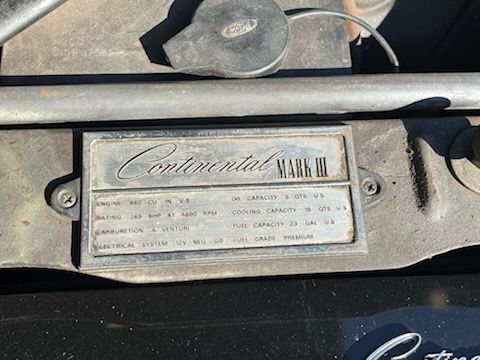 Continental MARK III
ENGINE 460 CU. IN V.8 OIL CAPACITY 5 QTS U.S
RATING 365 BHP AT 4600 RPM COOLING CAPACITY 19 QTS U.S
CARBURETION 4 VENTURI FUEL CAPACITY 23 GAL U.S
ELECTRICAL SYSTEM 12V NEG GD FUEL GRADE PREMIUM